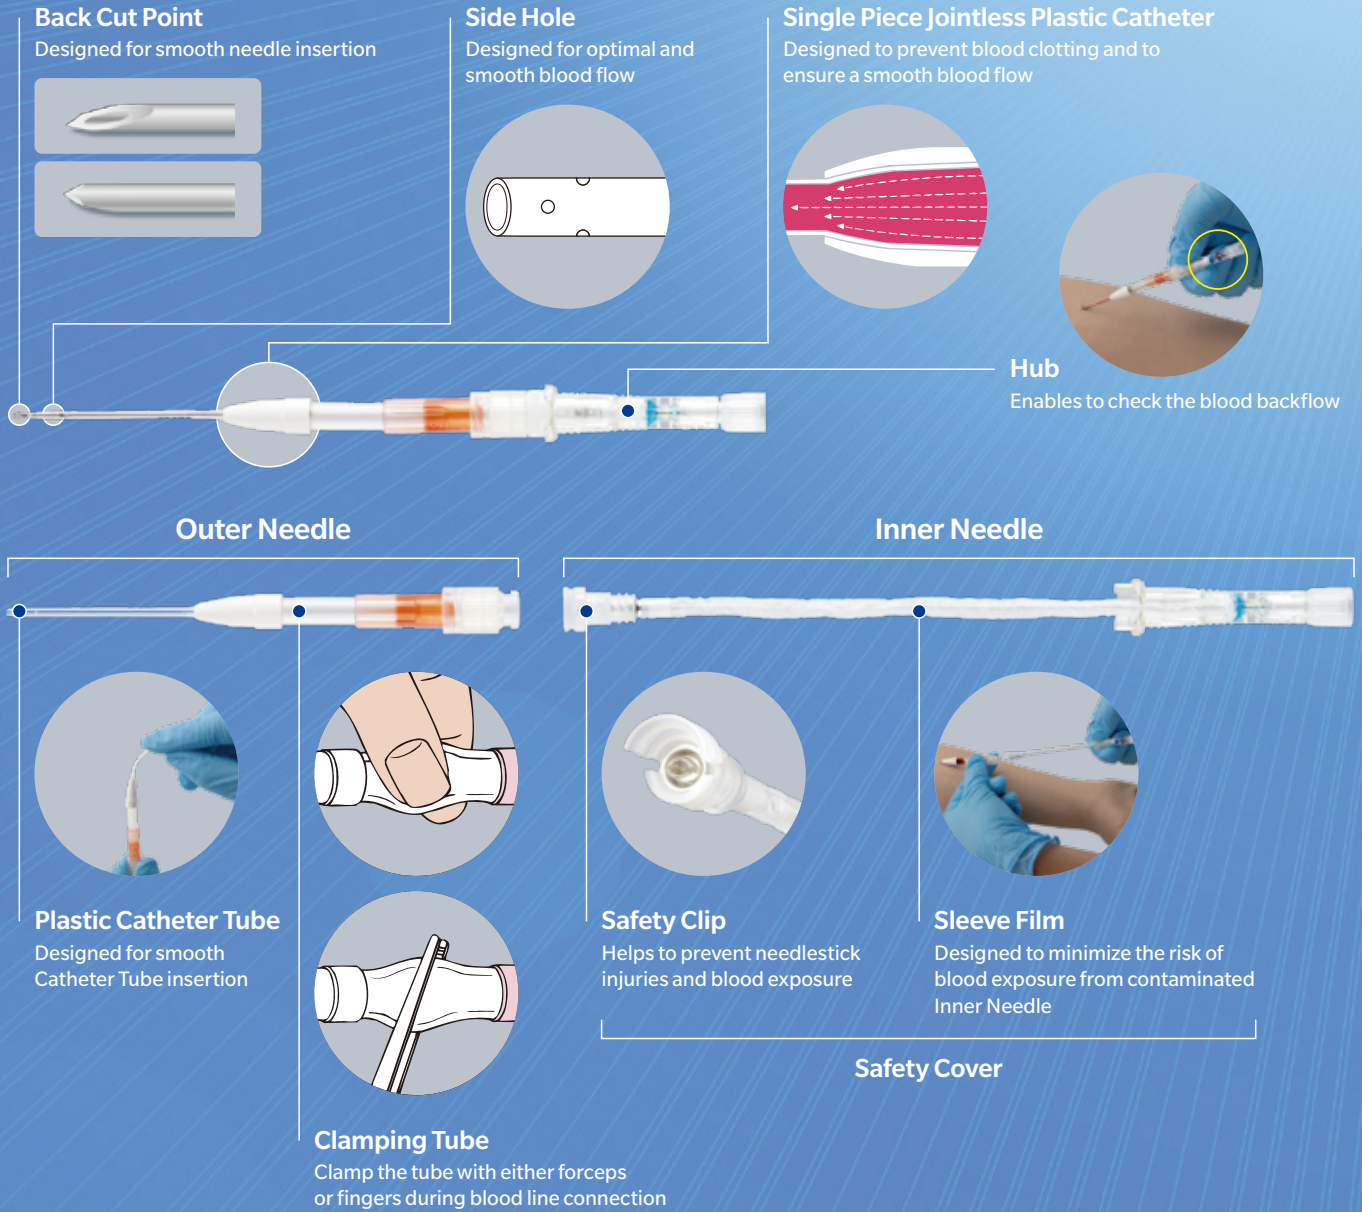 Back Cut Point
Designed for smooth needle insertion
Side Hole
Designed for optimal and
smooth blood flow
Single Piece Jointless Plastic Catheter
Designed to prevent blood clotting and to
ensure a smooth blood flow
Hub
Enables to check the blood backflow
Outer Needle
Inner Needle
Plastic Catheter Tube
Designed for smooth
Catheter Tube insertion
Clamping Tube
Clamp the tube with either forceps
or fingers during blood line connection
Safety Clip
Helps to prevent needlestick
injuries and blood exposure
Sleeve Film
Designed to minimize the risk of
blood exposure from contaminated
Inner Needle
Safety Cover